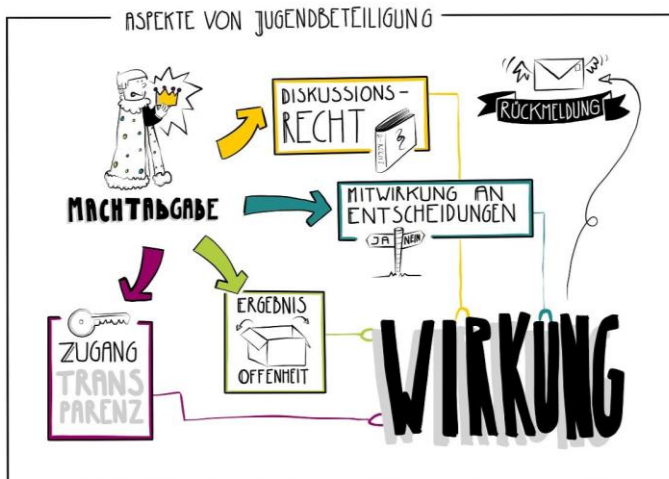 ASPEKTE VON JUGENDBETEILIGUNG
DISKUSSIONS-
RECHT
RÜCKMELDUNG
MACHTABGABE
MITWIRKUNG AN
ENTSCHEIDUNGEN
JA NEIN
ERGEBNIS
OFFENHEIT
ZUGANG
TRANS
PARENZ
WIRKUNG